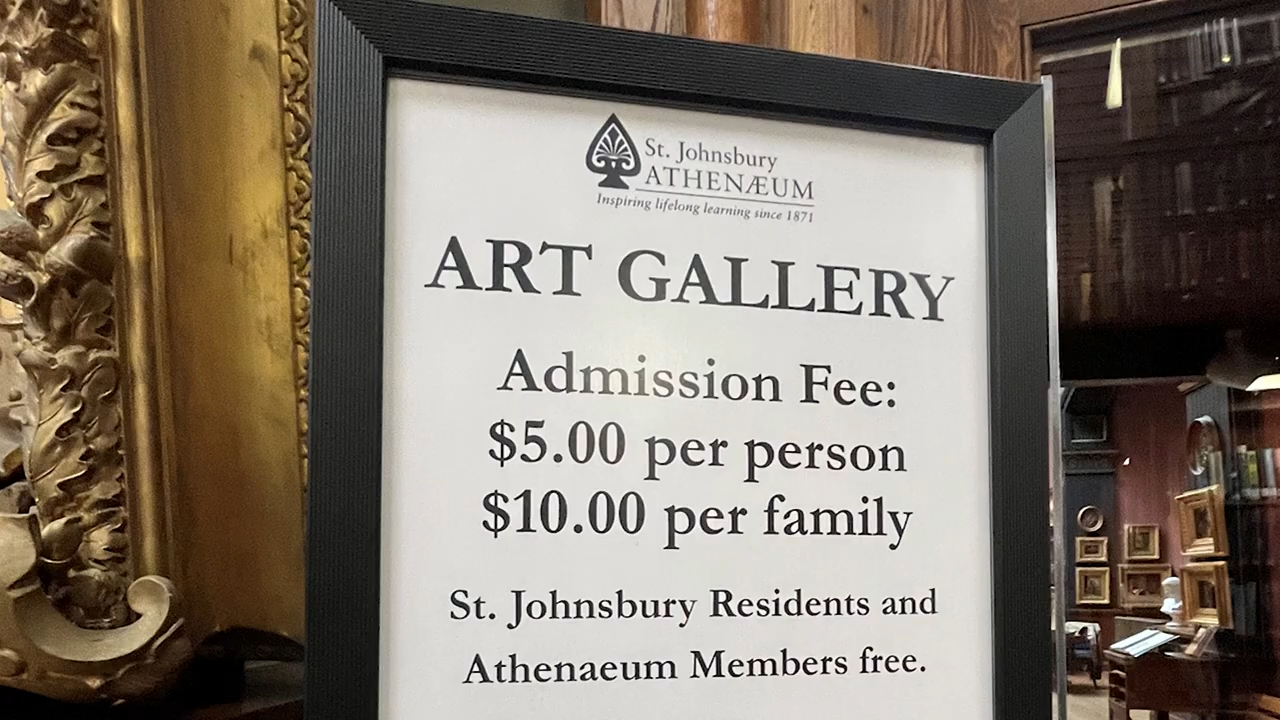 St. Johnsbury
ATHENÆUM
Inspiring lifelong learning since 1871
ART GALLERY
Admission Fee:
$5.00 per person
$10.00 per family
St. Johnsbury Residents and
Athenaeum Members free.